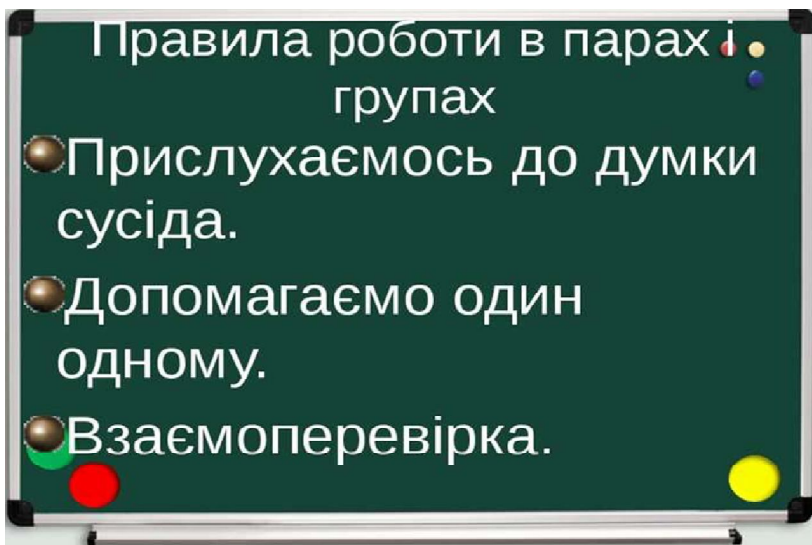 Правила роботи в парах і
групах
Прислухаємось до думки
сусіда.
Допомагаємо один
одному.
Взаємоперевірка.